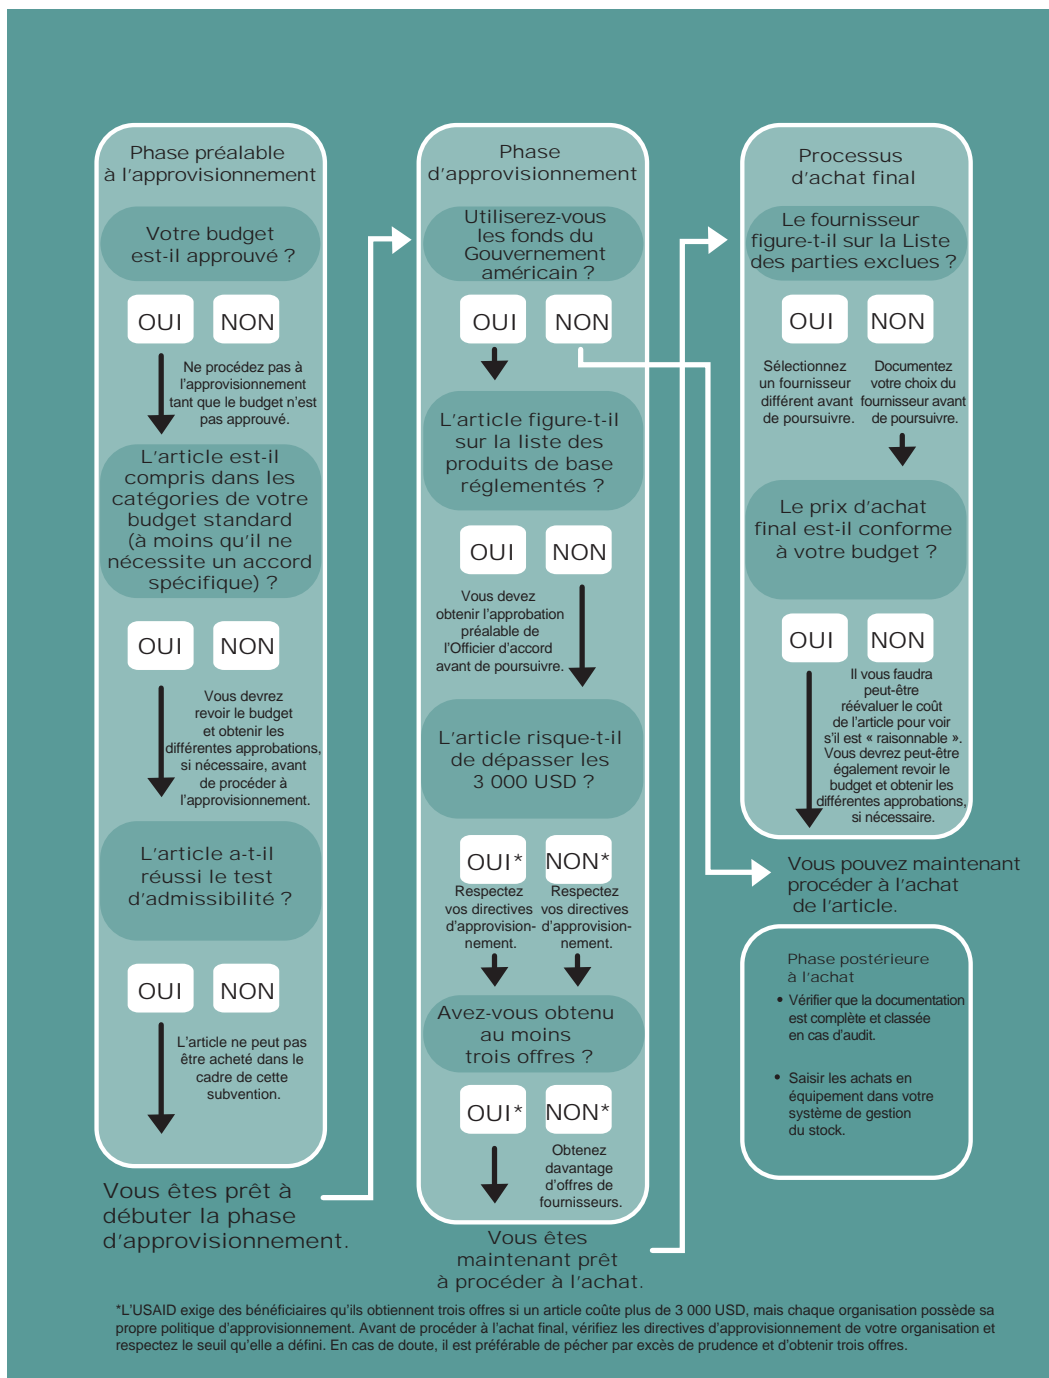 Phase préalable
à l'approvisionnement
Votre budget
est-il approuvé ?
OUI
NON
Ne procédez pas à
l'approvisionnement
tant que le budget n'est
pas approuvé.
L'article est-il
compris dans les
catégories de votre
budget standard
(à moins qu'il ne
nécessite un accord
spécifique) ?
OUI
NON
Vous devrez
revoir le budget
et obtenir les
différentes approbations,
si nécessaire, avant
de procéder à
l'approvisionnement.
L'article a-t-il
réussi le test
d'admissibilité ?
OUI
NON
L'article ne peut pas
être acheté dans le
cadre de cette
subvention.
Vous êtes prêt à
débuter la phase
d'approvisionnement.
Phase
d'approvisionnement
Utiliserez-vous
les fonds du
Gouvernement
américain ?
OUI
NON
L'article figure-t-il
sur la liste des
produits de base
réglementés ?
OUI
NON
Vous devez
obtenir l'approbation
préalable de
l'Officier d'accord
avant de poursuivre.
L'article risque-t-il
de dépasser les
3 000 USD ?
OUI*
NON*
Respectez
vos directives
d'approvision-
nement.
Respectez
vos directives
d'approvision-
nement.
Avez-vous obtenu
au moins
trois offres ?
OUI*
NON*
Obtenez
davantage
d'offres de
fournisseurs.
Vous êtes
maintenant prêt
à procéder à l'achat.
Processus
d'achat final
Le fournisseur
figure-t-il sur la Liste
des parties exclues ?
OUI
NON
Sélectionnez
un fournisseur
différent avant
de poursuivre.
Documentez
votre choix du
fournisseur avant
de poursuivre.
Le prix d'achat
final est-il conforme
à votre budget ?
OUI
NON
Il vous faudra
peut-être
réévaluer le coût
de l'article pour voir
s'il est « raisonnable ».
Vous devrez peut-être
également revoir le
budget et obtenir les
différentes approbations,
si nécessaire.
Vous pouvez maintenant
procéder à l'achat
de l'article.
Phase postérieure
à l'achat
• Vérifier que la documentation
est complète et classée
en cas d'audit.
• Saisir les achats en
équipement dans votre
système de gestion
du stock.
*L'USAID exige des bénéficiaires qu'ils obtiennent trois offres si un article coûte plus de 3 000 USD, mais chaque organisation possède sa
propre politique d'approvisionnement. Avant de procéder à l'achat final, vérifiez les directives d'approvisionnement de votre organisation et
respectez le seuil qu'elle a défini. En cas de doute, il est préférable de pécher par excès de prudence et d'obtenir trois offres.